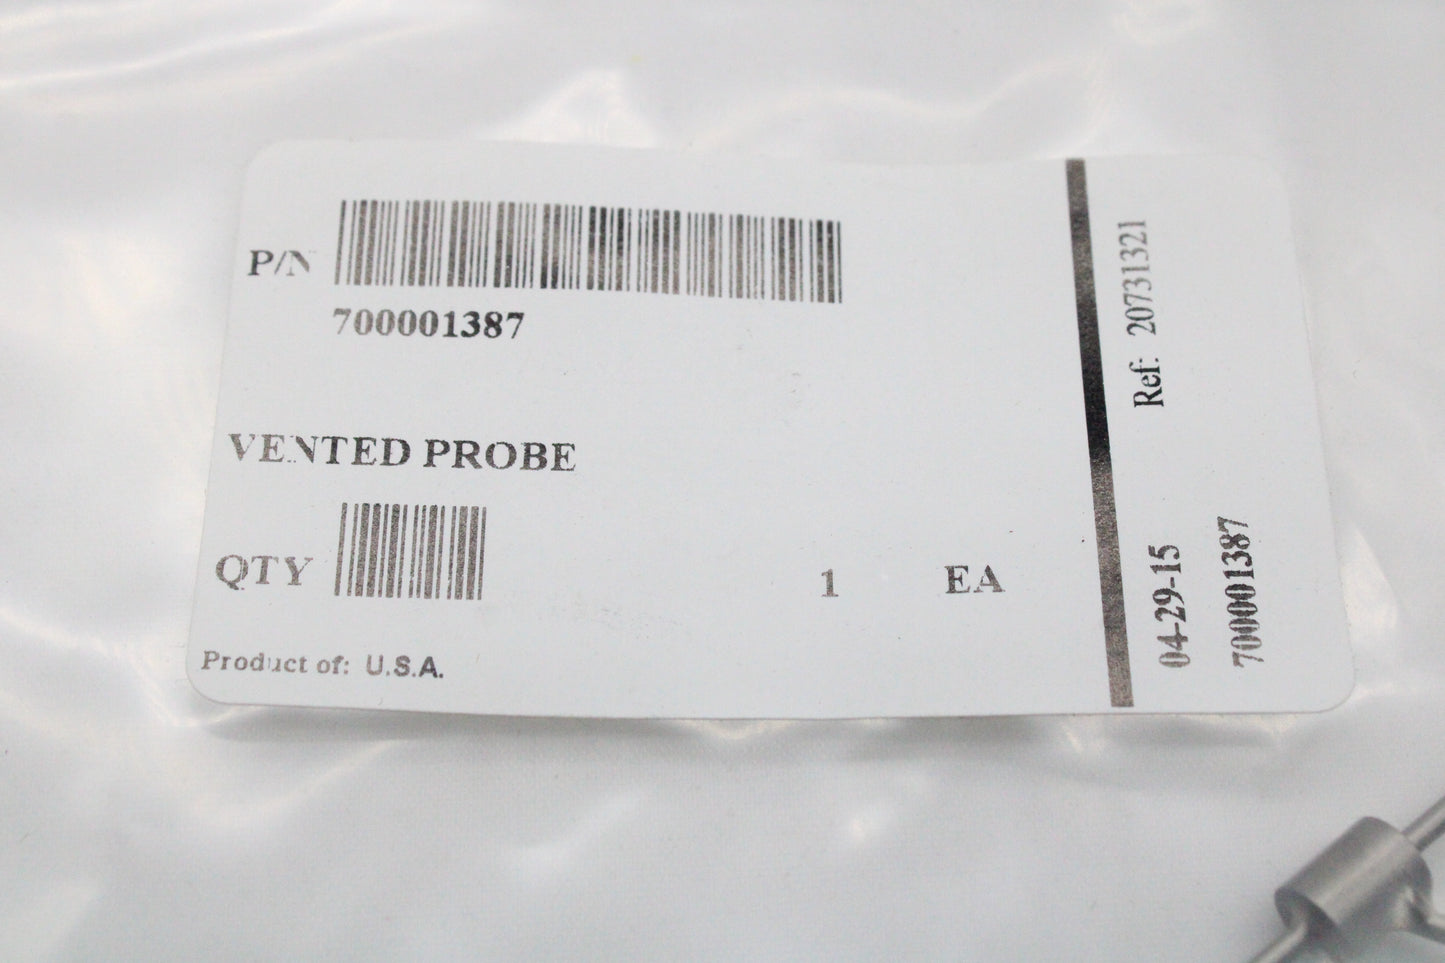 P/N
700001387
VENTED PROBE
QTY 1 EA
Product of: U.S.A.
Ref: 20731321
04-29-15
700001387